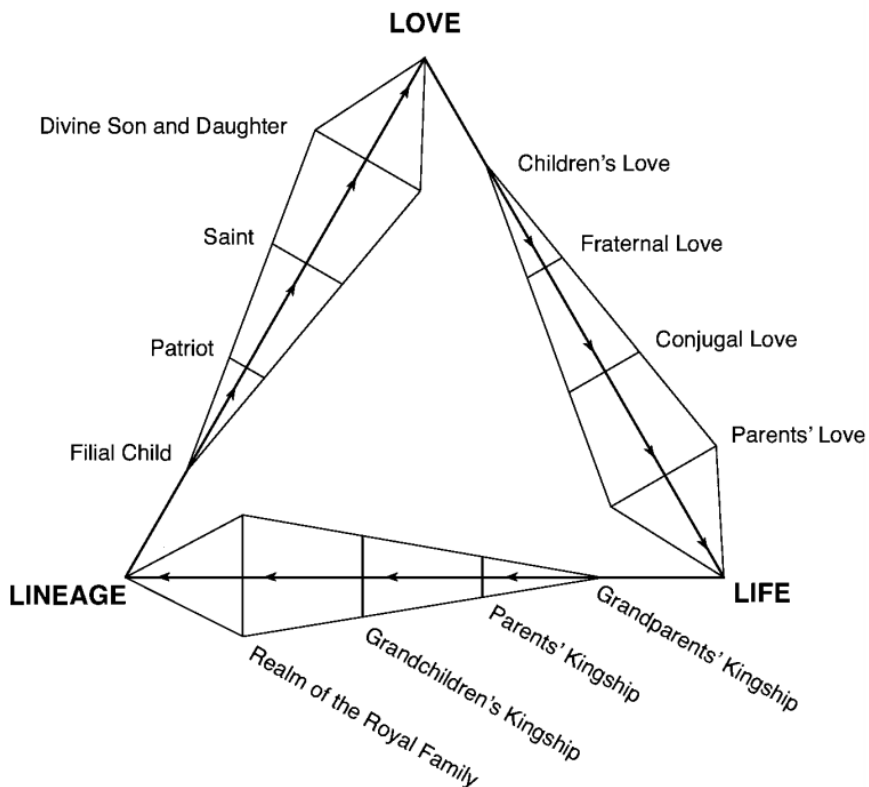 LOVE
Divine Son and Daughter
Children’s Love
Saint
Fraternal Love
Patriot
Conjugal Love
Filial Child
Parents’ Love
LINEAGE
LIFE
Grandparents’ Kingship
Parents’ Kingship
Grandchildren’s Kingship
Realm of the Royal Family